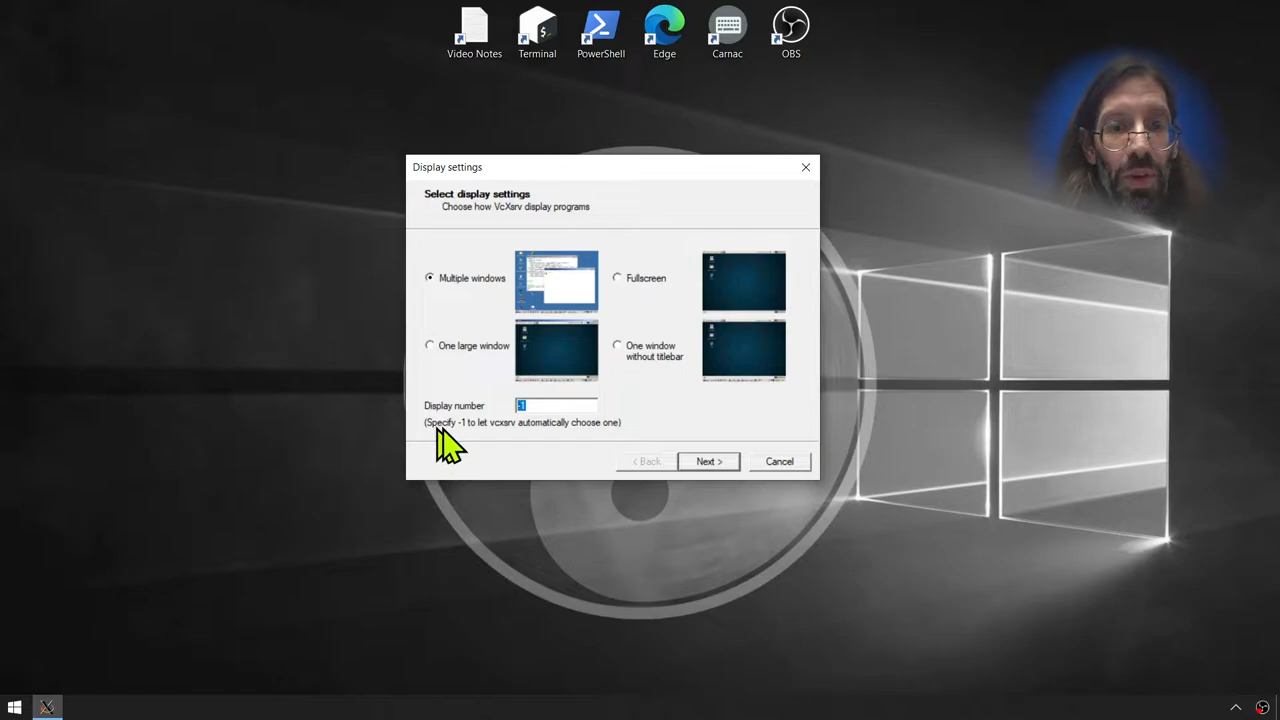 Video Notes
Terminal
PowerShell
Edge
Carnac
OBS
Display settings
Select display settings
Choose how VcXsrv display programs
Multiple windows
Fullscreen
One large window
One window
without titlebar
Display number
-1
(Specify -1 to let vcxsrv automatically choose one)
< Back
Next >
Cancel